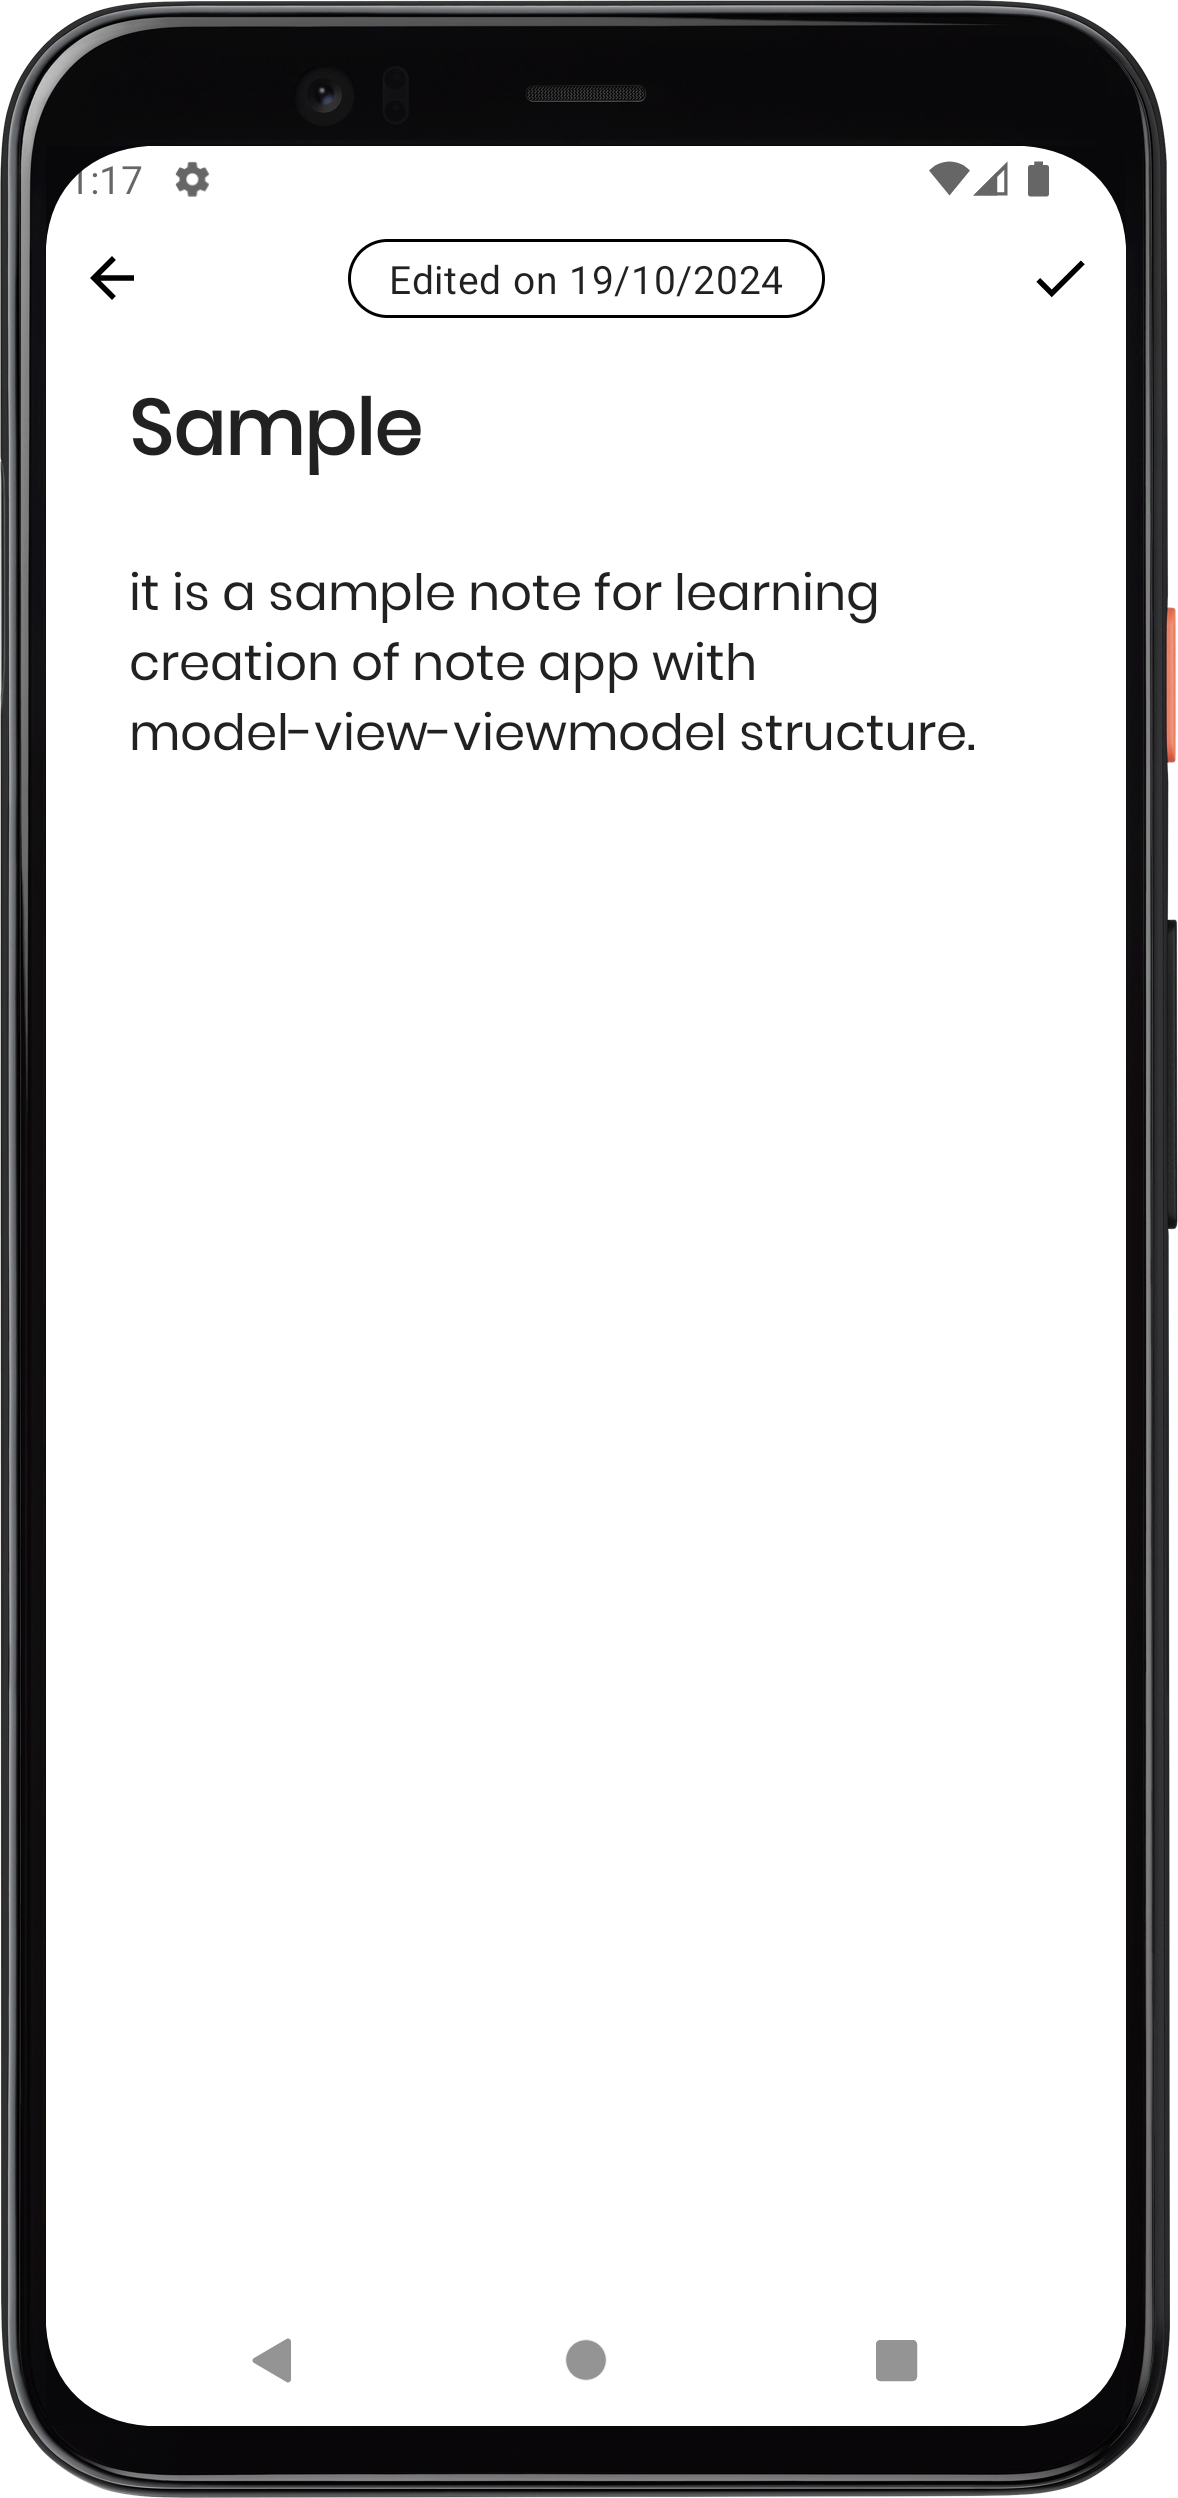 1:17
Edited on 19/10/2024
Sample
it is a sample note for learning
creation of note app with
model-view-viewmodel structure.